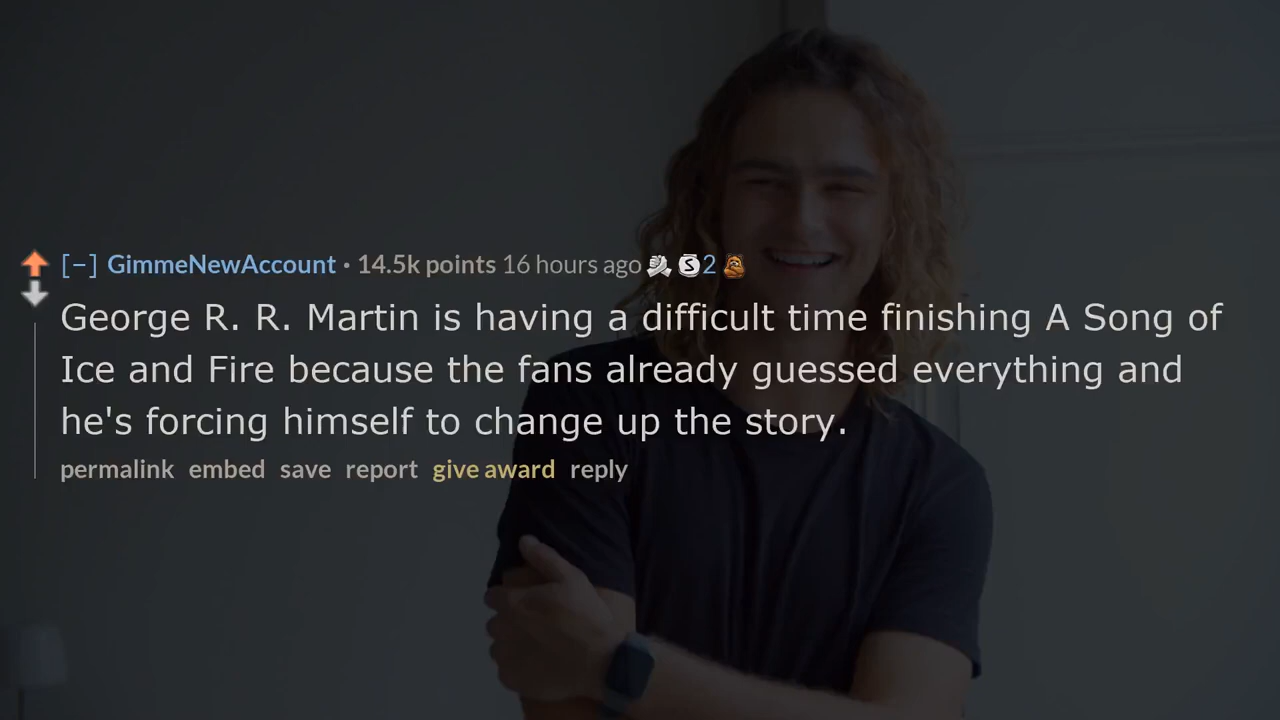 [−] GimmeNewAccount · 14.5k points 16 hours ago 2
George R. R. Martin is having a difficult time finishing A Song of
Ice and Fire because the fans already guessed everything and
he's forcing himself to change up the story.
permalink embed save report give award reply